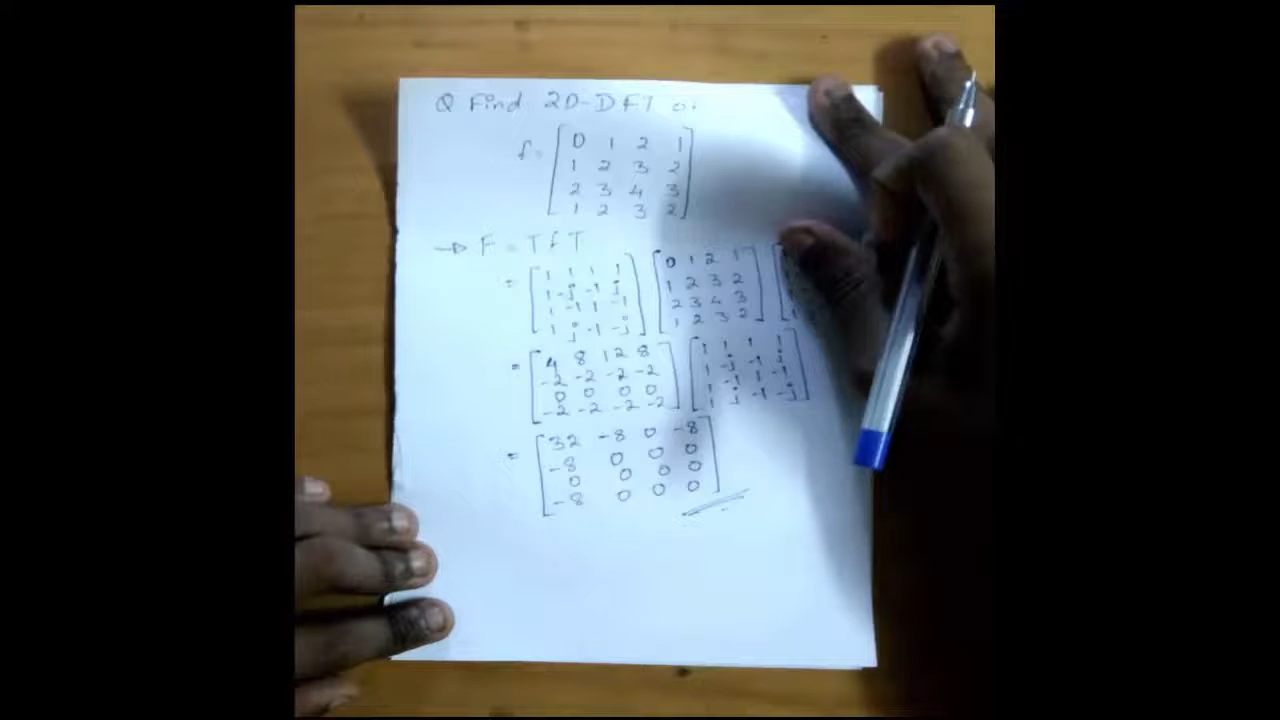 Q Find 2D-DFT of
f = [ 0 1 2 1
1 2 3 2
2 3 4 3
1 2 3 2 ]
→ F = T f T
= [ 1 1 1 1 [ 0 1 2 1
1 -j -1 j 1 2 3 2
1 -1 1 -1 2 3 4 3
1 j -1 -j ] 1 2 3 2 ] [
= [ 4 8 12 8 [ 1 1 1 1
-2 -2 -2 -2 1 -j -1 j
0 0 0 0 1 -1 1 -1
-2 -2 -2 -2 ] 1 j -1 -j ]
= [ 32 -8 0 -8
-8 0 0 0
0 0 0 0
-8 0 0 0 ]